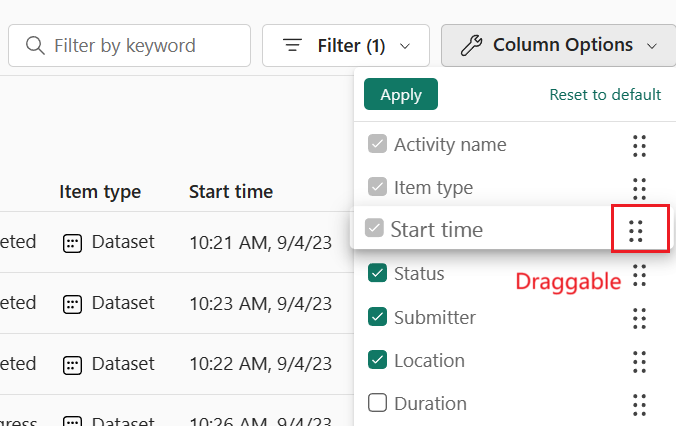 Filter by keyword
Filter (1)
Column Options
Apply
Reset to default
Activity name
Item type
Start time
Status
Draggable
Submitter
Location
Duration
Item type Start time
eted Dataset 10:21 AM, 9/4/23
eted Dataset 10:23 AM, 9/4/23
eted Dataset 10:22 AM, 9/4/23
gress Dataset 10:26 AM, 9/4/23